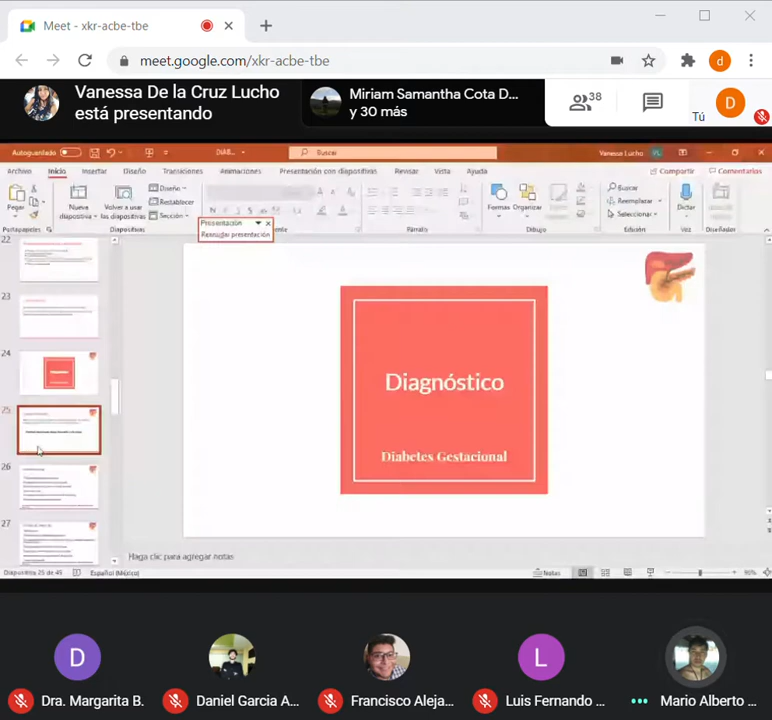 Meet - xkr-acbe-tbe
meet.google.com/xkr-acbe-tbe
Vanessa De la Cruz Lucho
está presentando
Miriam Samantha Cota D...
y 30 más
38
Tú
D
d
Autoguardado
DIAB...
Buscar
Vanessa Lucho
VL
Archivo
Inicio
Insertar
Diseño
Transiciones
Animaciones
Presentación con diapositivas
Revisar
Vista
Ayuda
Compartir
Comentarios
Pegar
Nueva
diapositiva
Volver a usar
las diapositivas
Diseño
Restablecer
Sección
Formas
Organizar
Buscar
Reemplazar
Seleccionar
Dictar
Portapapeles
Diapositivas
Párrafo
Dibujo
Edición
Voz
Diseñador
Presentación
Reanudar presentación
22
23
24
25
26
27
Diagnóstico
Diabetes Gestacional
Haga clic para agregar notas
Diapositiva 25 de 45
Español (México)
Notas
90%
D
L
Dra. Margarita B.
Daniel Garcia A...
Francisco Aleja...
Luis Fernando ...
Mario Alberto ...